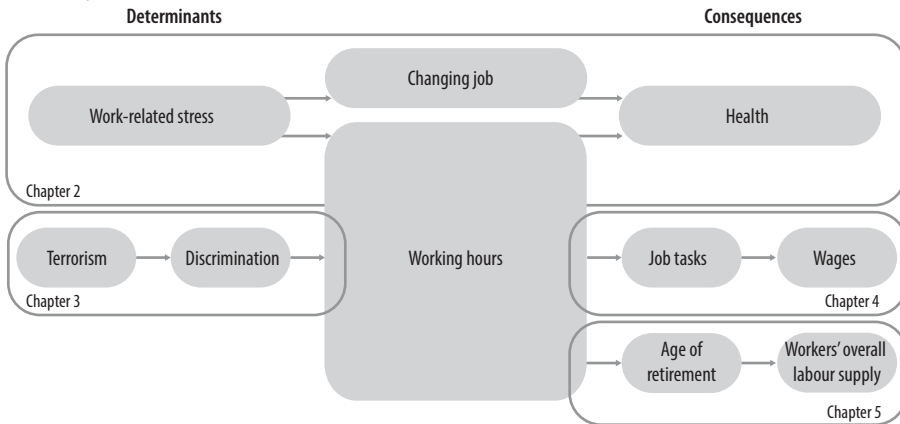 Determinants
Consequences
Changing job
Work-related stress
Health
Chapter 2
Working hours
Terrorism
Discrimination
Job tasks
Wages
Chapter 3
Chapter 4
Age of
retirement
Workers’ overall
labour supply
Chapter 5